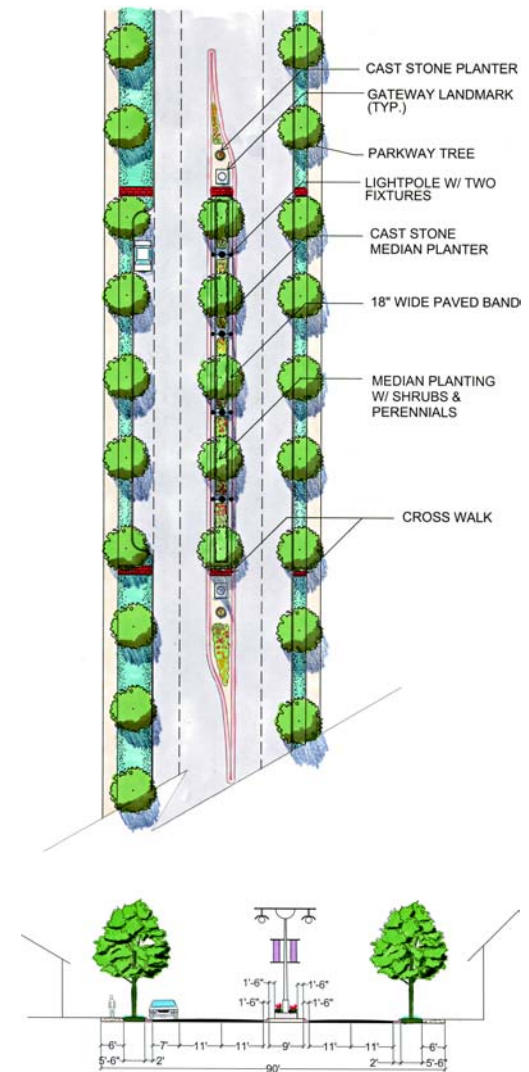 CAST STONE PLANTER
GATEWAY LANDMARK
(TYP.)
PARKWAY TREE
LIGHTPOLE W/ TWO
FIXTURES
CAST STONE
MEDIAN PLANTER
18" WIDE PAVED BAND
MEDIAN PLANTING
W/ SHRUBS &
PERENNIALS
CROSS WALK
1'-6" 1'-6"
1'-6" 1'-6"
6' 7' 11' 11' 9' 11' 11' 6'
5'-6" 2' 2' 5'-6"
90'